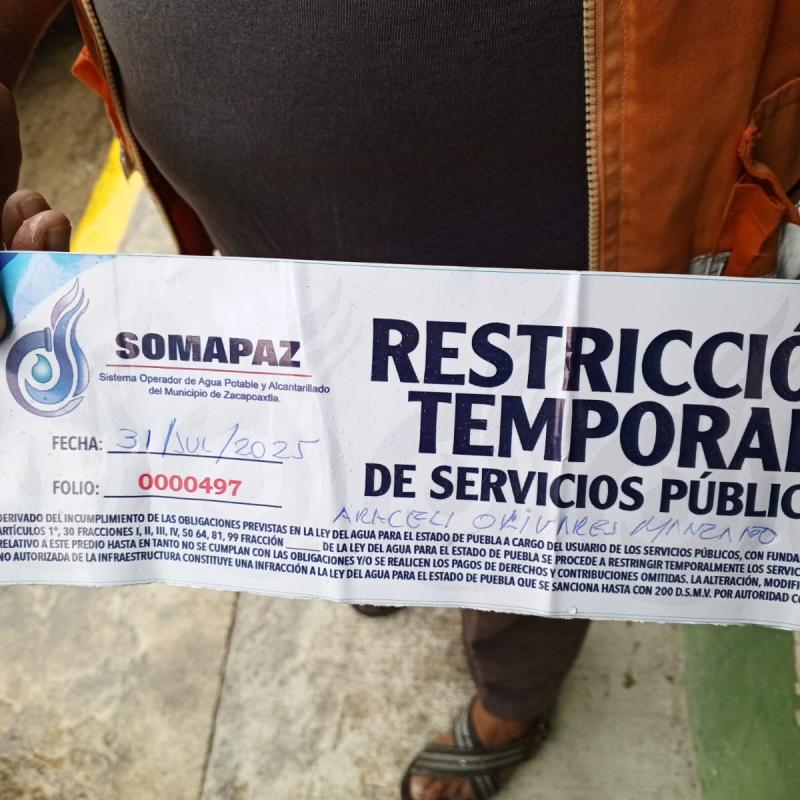 SOMAPAZ
Sistema Operador de Agua Potable y Alcantarillado
del Municipio de Zacapoaxtla.
FECHA: 31/JUL/2025
FOLIO: 0000497
RESTRICCIÓ
TEMPORAL
DE SERVICIOS PÚBLIC
ARACELI OLIVARES MANZANO
DERIVADO DEL INCUMPLIMIENTO DE LAS OBLIGACIONES PREVISTAS EN LA LEY DEL AGUA PARA EL ESTADO DE PUEBLA A CARGO DEL USUARIO DE LOS SERVICIOS PÚBLICOS, CON FUNDA
ARTÍCULOS 1°, 30 FRACCIONES I, II, III, IV, 50 64, 81, 99 FRACCIÓN ______ DE LA LEY DEL AGUA PARA EL ESTADO DE PUEBLA SE PROCEDE A RESTRINGIR TEMPORALMENTE LOS SERVIC
RELATIVO A ESTE PREDIO HASTA EN TANTO NO SE CUMPLAN CON LAS OBLIGACIONES Y/O SE REALICEN LOS PAGOS DE DERECHOS Y CONTRIBUCIONES OMITIDAS. LA ALTERACIÓN, MODIFI
NO AUTORIZADA DE LA INFRAESTRUCTURA CONSTITUYE UNA INFRACCIÓN A LA LEY DEL AGUA PARA EL ESTADO DE PUEBLA QUE SE SANCIONA HASTA CON 200 D.S.M.V. POR AUTORIDAD CO